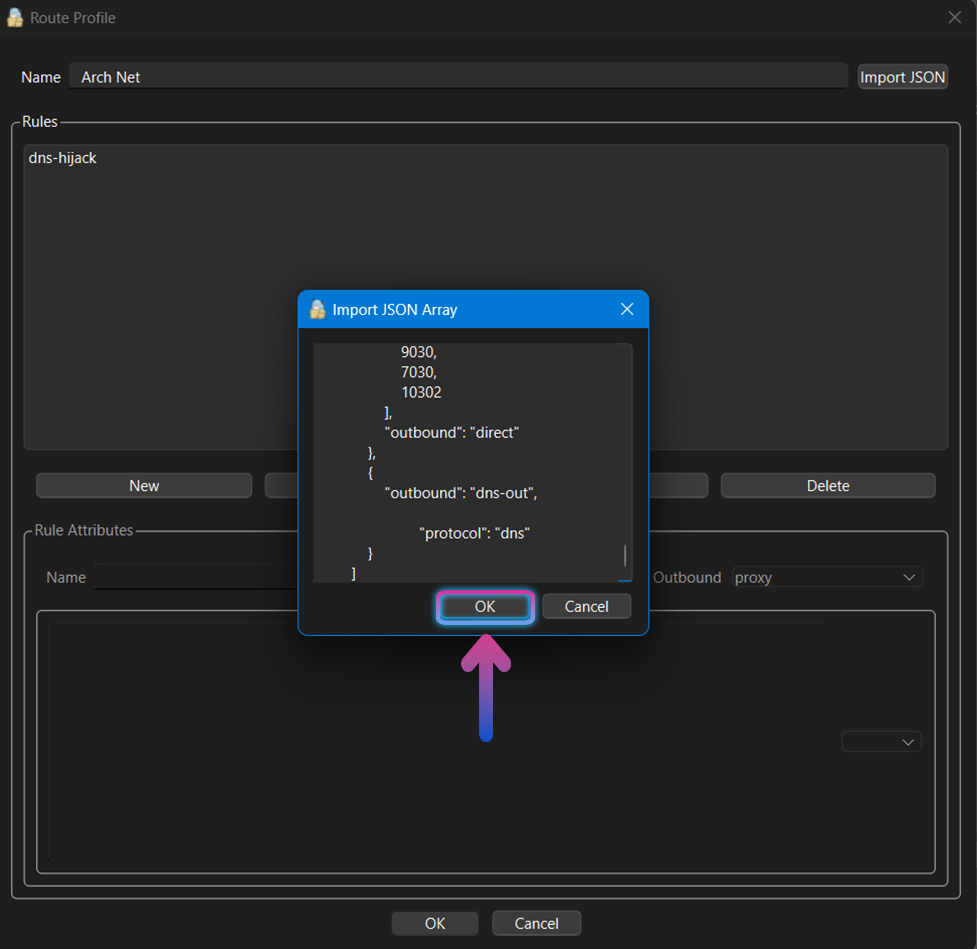 Route Profile
Name Arch Net Import JSON
Rules
dns-hijack
Import JSON Array
9030,
7030,
10302
],
"outbound": "direct"
},
{
"outbound": "dns-out",
"protocol": "dns"
}
]
OK Cancel
New Delete
Rule Attributes
Name Outbound proxy
OK Cancel